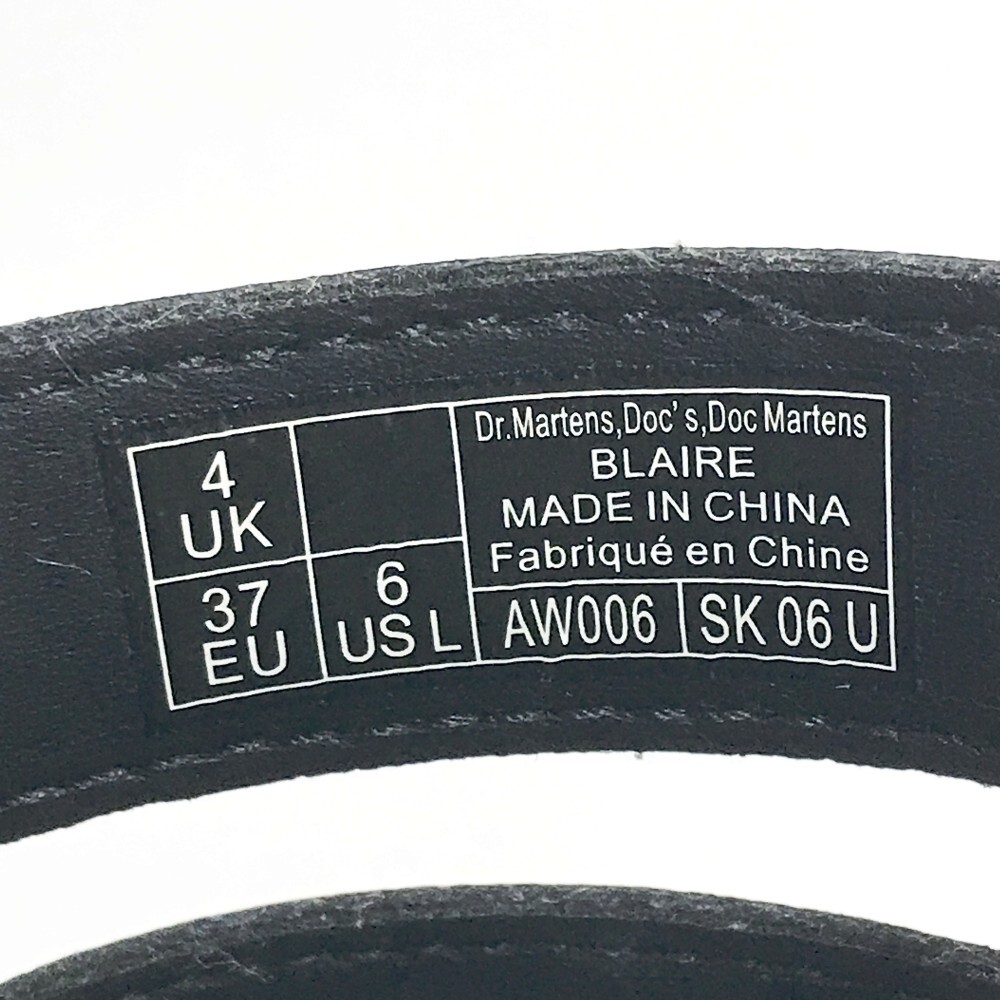 4
UK
37
EU
6
US L
Dr.Martens,Doc's,Doc Martens
BLAIRE
MADE IN CHINA
Fabriqué en Chine
AW006
SK 06 U